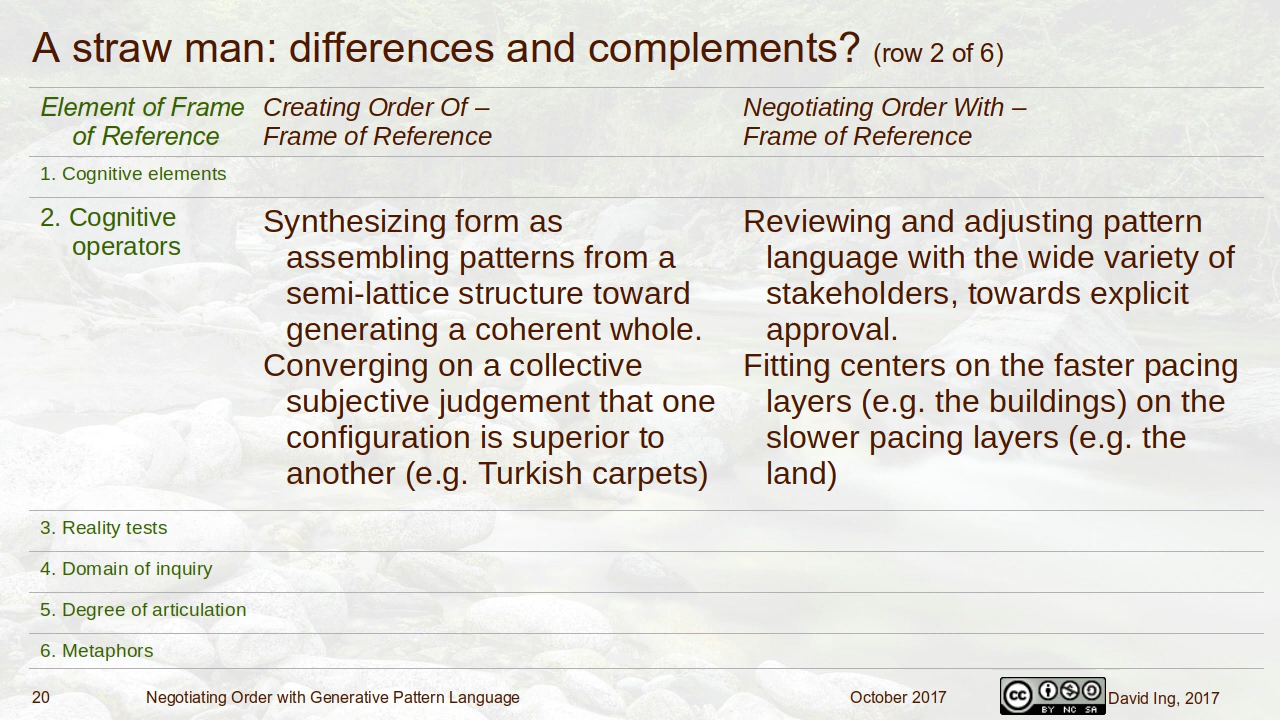 A straw man: differences and complements? (row 2 of 6)
Element of Frame
of Reference
Creating Order Of –
Frame of Reference
Negotiating Order With –
Frame of Reference
1. Cognitive elements
2. Cognitive
operators
Synthesizing form as
assembling patterns from a
semi-lattice structure toward
generating a coherent whole.
Converging on a collective
subjective judgement that one
configuration is superior to
another (e.g. Turkish carpets)
Reviewing and adjusting pattern
language with the wide variety of
stakeholders, towards explicit
approval.
Fitting centers on the faster pacing
layers (e.g. the buildings) on the
slower pacing layers (e.g. the
land)
3. Reality tests
4. Domain of inquiry
5. Degree of articulation
6. Metaphors
20
Negotiating Order with Generative Pattern Language
October 2017
cc
BY NC SA
David Ing, 2017